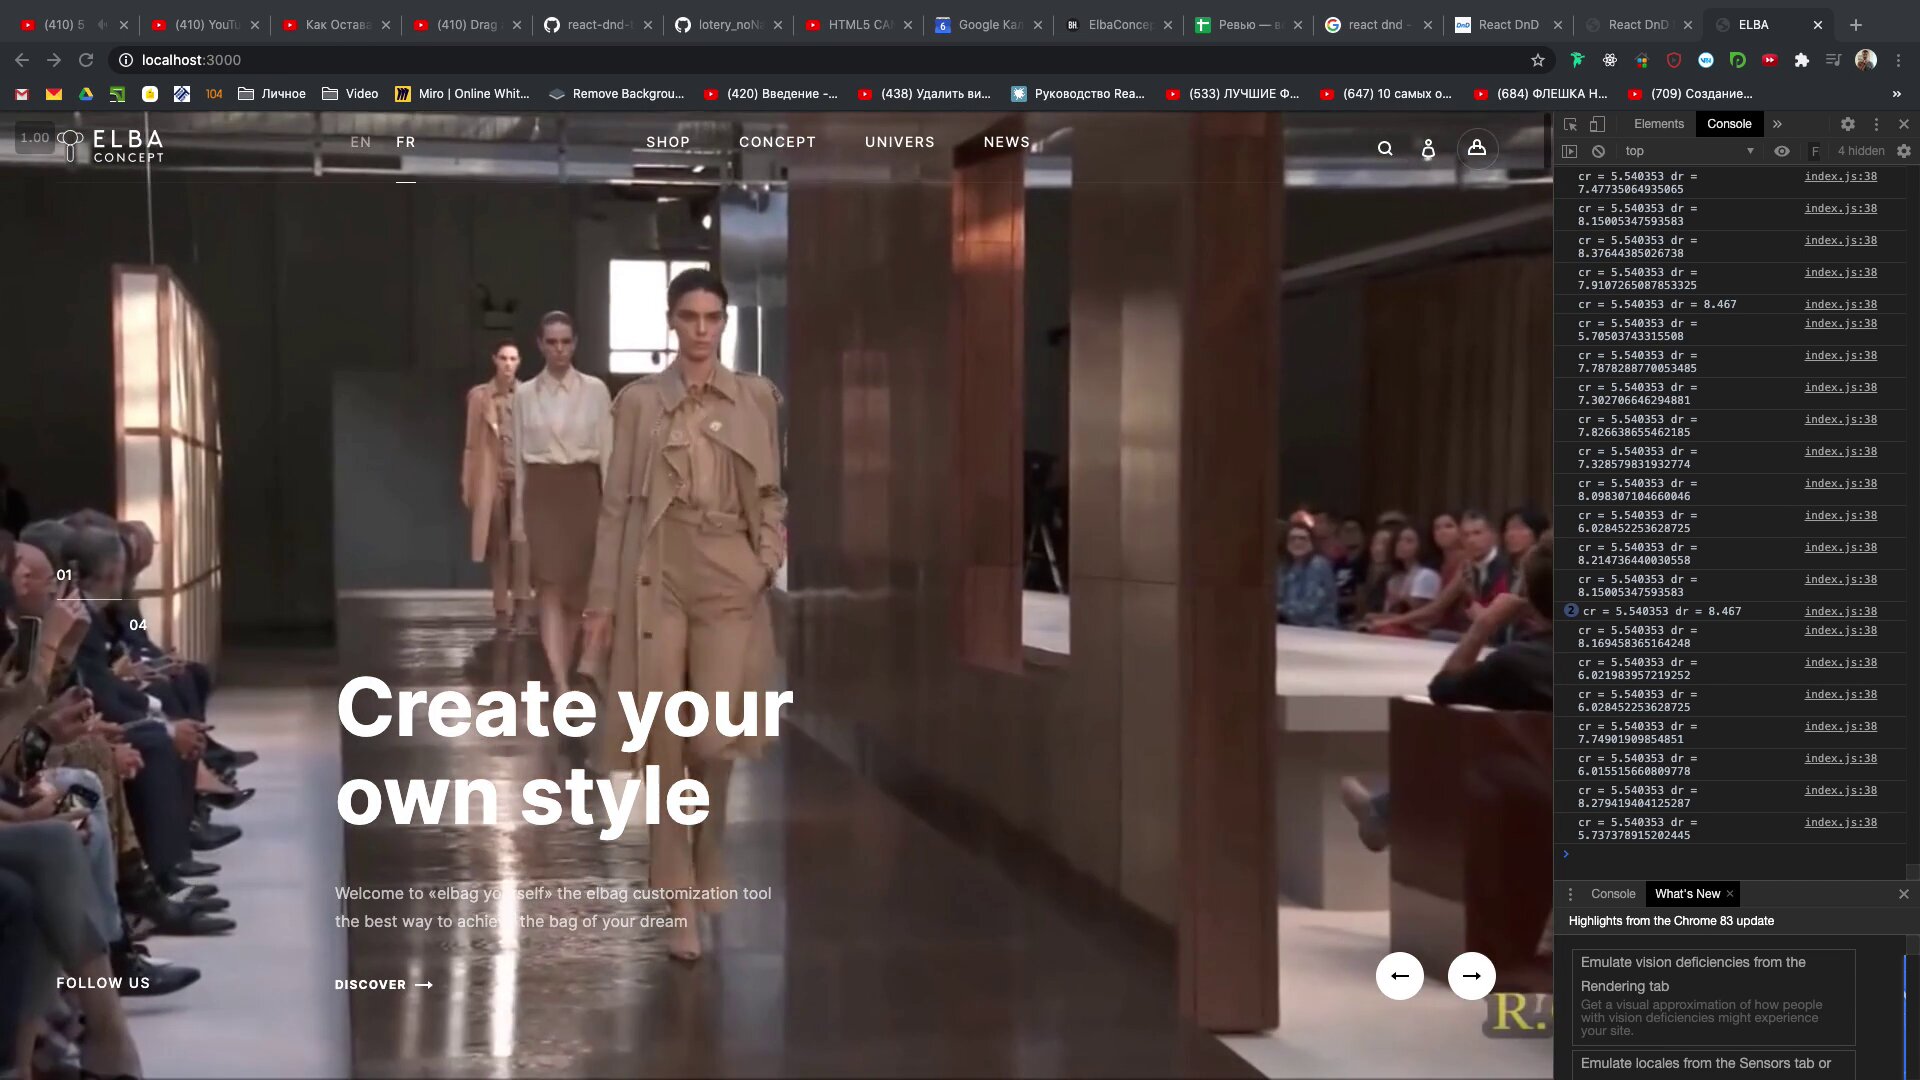 (410) 5
(410) YouTu
Как Остава
(410) Drag
react-dnd-
lotery_noNa
HTML5 CAN
6
Google Кал
BH
ElbaConcep
Ревью — в
react dnd -
DnD
React DnD
React DnD
ELBA
localhost:3000
104
Личное
Video
Miro | Online Whit...
Remove Backgrou...
(420) Введение -...
(438) Удалить ви...
Руководство Rea...
(533) ЛУЧШИЕ Ф...
(647) 10 самых о...
(684) ФЛЕШКА Н...
(709) Создание...
»
1.00
ELBA
CONCEPT
EN
FR
SHOP
CONCEPT
UNIVERS
NEWS
01
04
Create your
own style
Welcome to «elbag yourself» the elbag customization tool
the best way to achieve the bag of your dream
FOLLOW US
DISCOVER
R.
Elements
Console
»
top
F
4 hidden
cr = 5.540353 dr = index.js:38
7.47735064935065
cr = 5.540353 dr = index.js:38
8.15005347593583
cr = 5.540353 dr = index.js:38
8.37644385026738
cr = 5.540353 dr = index.js:38
7.9107265087853325
cr = 5.540353 dr = 8.467 index.js:38
cr = 5.540353 dr = index.js:38
5.70503743315508
cr = 5.540353 dr = index.js:38
7.7878288770053485
cr = 5.540353 dr = index.js:38
7.302706646294881
cr = 5.540353 dr = index.js:38
7.826638655462185
cr = 5.540353 dr = index.js:38
7.328579831932774
cr = 5.540353 dr = index.js:38
8.098307104660046
cr = 5.540353 dr = index.js:38
6.028452253628725
cr = 5.540353 dr = index.js:38
8.214736440030558
cr = 5.540353 dr = index.js:38
8.15005347593583
2 cr = 5.540353 dr = 8.467 index.js:38
cr = 5.540353 dr = index.js:38
8.169458365164248
cr = 5.540353 dr = index.js:38
6.021983957219252
cr = 5.540353 dr = index.js:38
6.028452253628725
cr = 5.540353 dr = index.js:38
7.74901909854851
cr = 5.540353 dr = index.js:38
6.015515660809778
cr = 5.540353 dr = index.js:38
8.279419404125287
cr = 5.540353 dr = index.js:38
5.737378915202445
Console
What's New
Highlights from the Chrome 83 update
Emulate vision deficiencies from the
Rendering tab
Get a visual approximation of how people
with vision deficiencies might experience
your site.
Emulate locales from the Sensors tab or